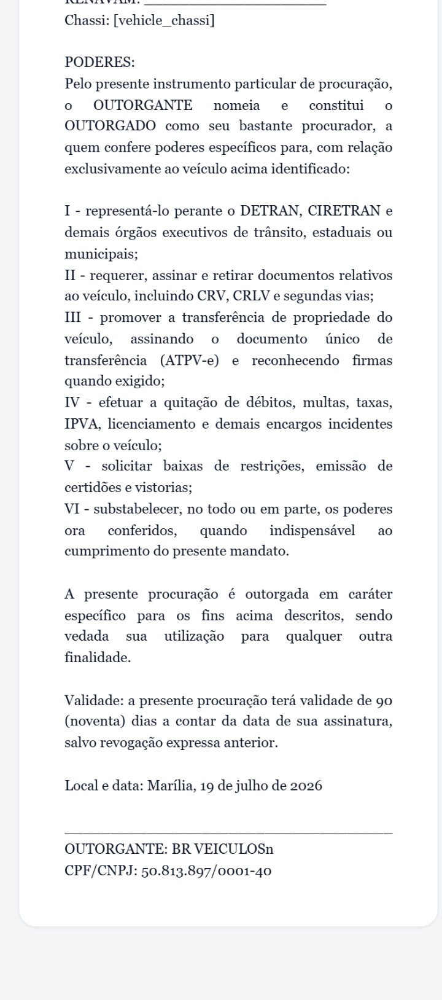 RENAVAM: ________________________
Chassi: [vehicle_chassi]
PODERES:
Pelo presente instrumento particular de procuração,
o OUTORGANTE nomeia e constitui o
OUTORGADO como seu bastante procurador, a
quem confere poderes específicos para, com relação
exclusivamente ao veículo acima identificado:
I - representá-lo perante o DETRAN, CIRETRAN e
demais órgãos executivos de trânsito, estaduais ou
municipais;
II - requerer, assinar e retirar documentos relativos
ao veículo, incluindo CRV, CRLV e segundas vias;
III - promover a transferência de propriedade do
veículo, assinando o documento único de
transferência (ATPV-e) e reconhecendo firmas
quando exigido;
IV - efetuar a quitação de débitos, multas, taxas,
IPVA, licenciamento e demais encargos incidentes
sobre o veículo;
V - solicitar baixas de restrições, emissão de
certidões e vistorias;
VI - substabelecer, no todo ou em parte, os poderes
ora conferidos, quando indispensável ao
cumprimento do presente mandato.
A presente procuração é outorgada em caráter
específico para os fins acima descritos, sendo
vedada sua utilização para qualquer outra
finalidade.
Validade: a presente procuração terá validade de 90
(noventa) dias a contar da data de sua assinatura,
salvo revogação expressa anterior.
Local e data: Marília, 19 de julho de 2026
___________________________________________
OUTORGANTE: BR VEICULOSn
CPF/CNPJ: 50.813.897/0001-40